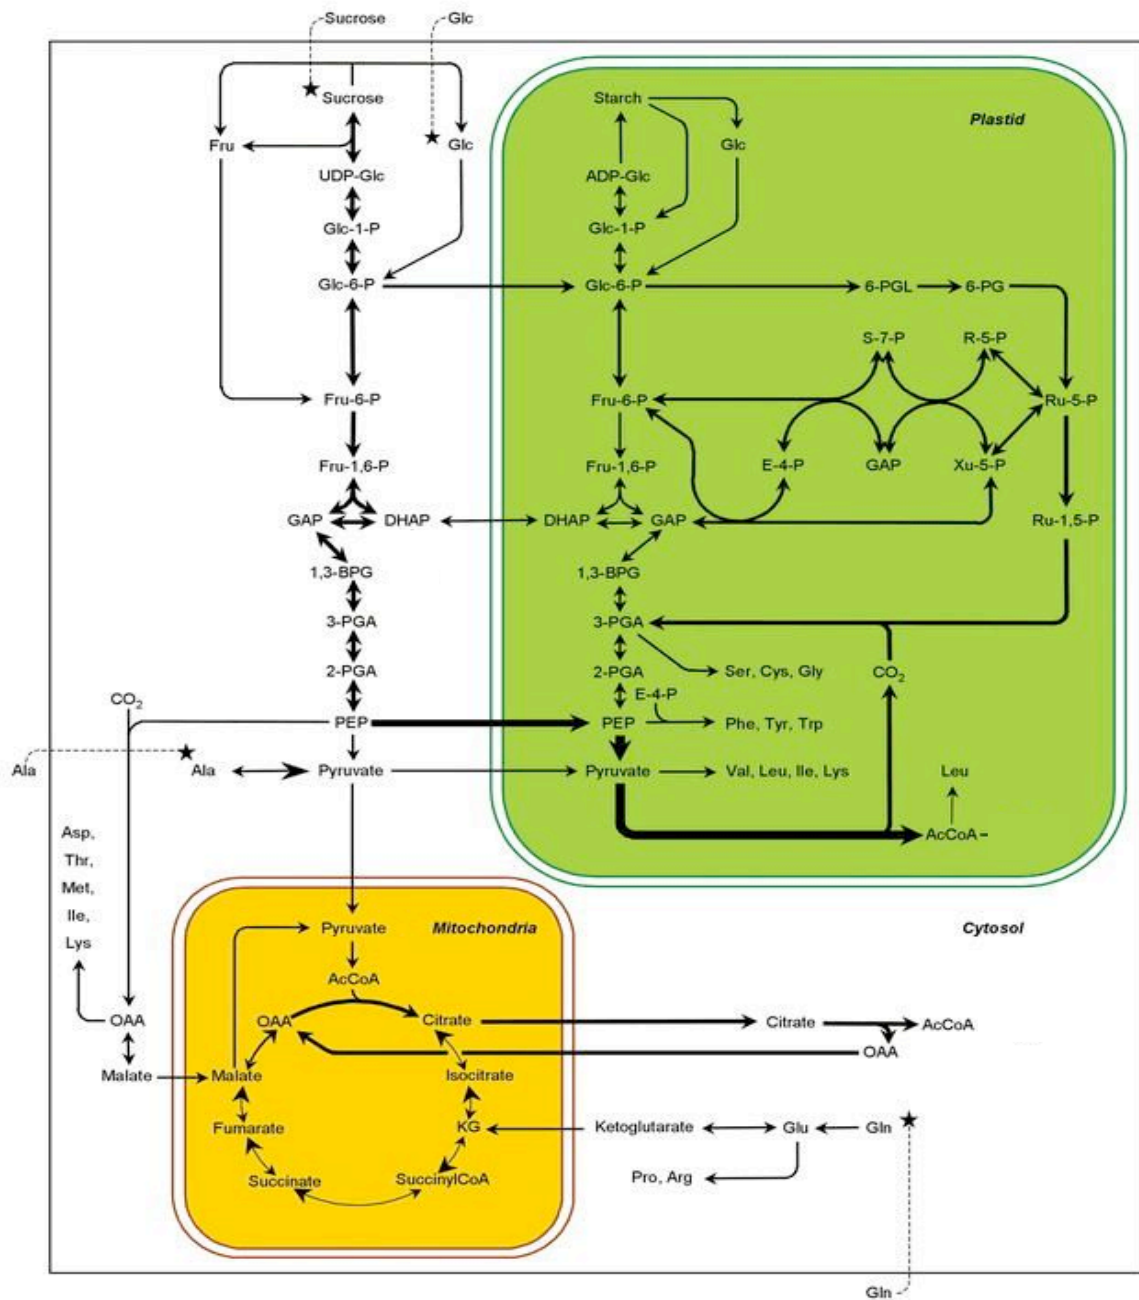 Sucrose Glc
Sucrose Starch Plastid
Fru Glc Glc
UDP-Glc ADP-Glc
Glc-1-P Glc-1-P
Glc-6-P Glc-6-P 6-PGL 6-PG
S-7-P R-5-P
Fru-6-P Fru-6-P Ru-5-P
Fru-1,6-P Fru-1,6-P E-4-P GAP Xu-5-P
GAP DHAP DHAP GAP Ru-1,5-P
1,3-BPG 1,3-BPG
3-PGA 3-PGA
2-PGA 2-PGA Ser, Cys, Gly CO2
E-4-P
CO2
PEP PEP Phe, Tyr, Trp
Ala Ala Pyruvate Pyruvate Val, Leu, Ile, Lys Leu
Asp,
Thr,
Met,
Ile,
Lys
AcCoA
Pyruvate Mitochondria Cytosol
AcCoA
OAA OAA Citrate Citrate AcCoA
OAA
Malate Malate Isocitrate
Fumarate KG Ketoglutarate Glu Gln
Succinate SuccinylCoA Pro, Arg
Gln